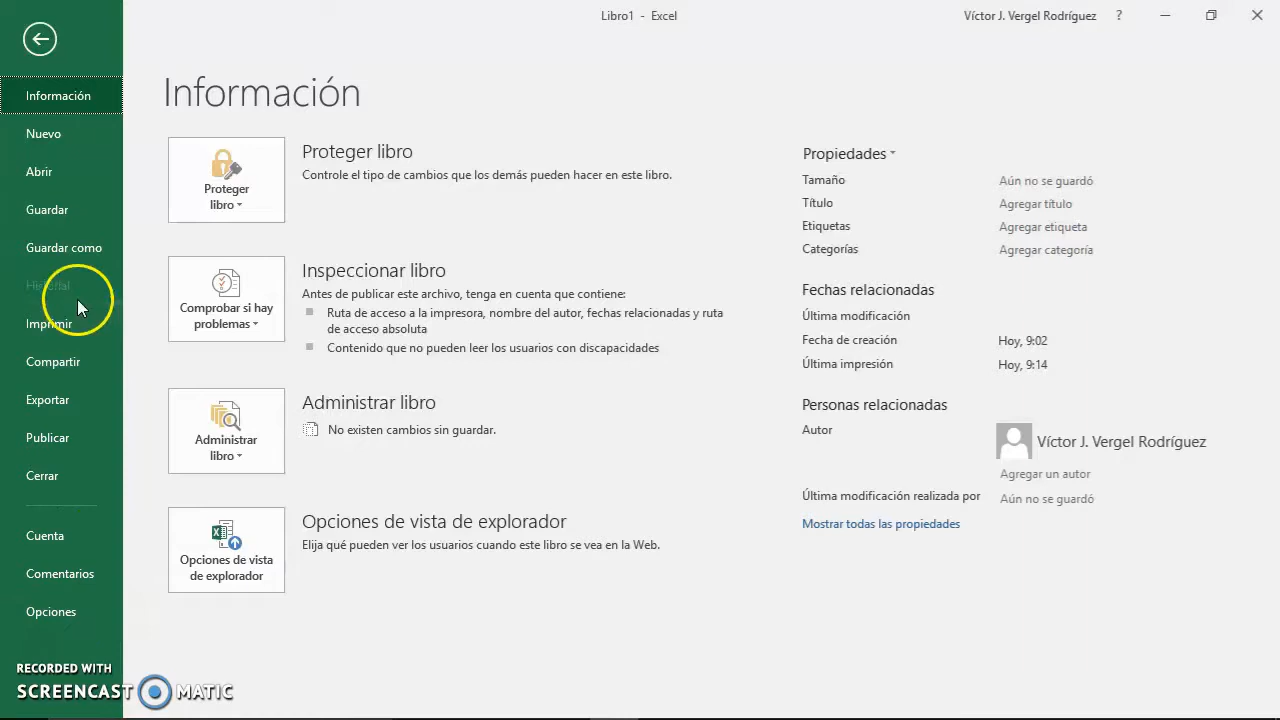 Libro1 - Excel
Víctor J. Vergel Rodríguez
?
Información
Nuevo
Abrir
Guardar
Guardar como
Historial
Imprimir
Compartir
Exportar
Publicar
Cerrar
Cuenta
Comentarios
Opciones
Información
Proteger
libro
Proteger libro
Controle el tipo de cambios que los demás pueden hacer en este libro.
Comprobar si hay
problemas
Inspeccionar libro
Antes de publicar este archivo, tenga en cuenta que contiene:
Ruta de acceso a la impresora, nombre del autor, fechas relacionadas y ruta
de acceso absoluta
Contenido que no pueden leer los usuarios con discapacidades
Administrar
libro
Administrar libro
No existen cambios sin guardar.
Opciones de vista
de explorador
Opciones de vista de explorador
Elija qué pueden ver los usuarios cuando este libro se vea en la Web.
Propiedades
Tamaño Aún no se guardó
Título Agregar título
Etiquetas Agregar etiqueta
Categorías Agregar categoría
Fechas relacionadas
Última modificación
Fecha de creación Hoy, 9:02
Última impresión Hoy, 9:14
Personas relacionadas
Autor Víctor J. Vergel Rodríguez
Agregar un autor
Última modificación realizada por Aún no se guardó
Mostrar todas las propiedades
RECORDED WITH
SCREENCAST MATIC